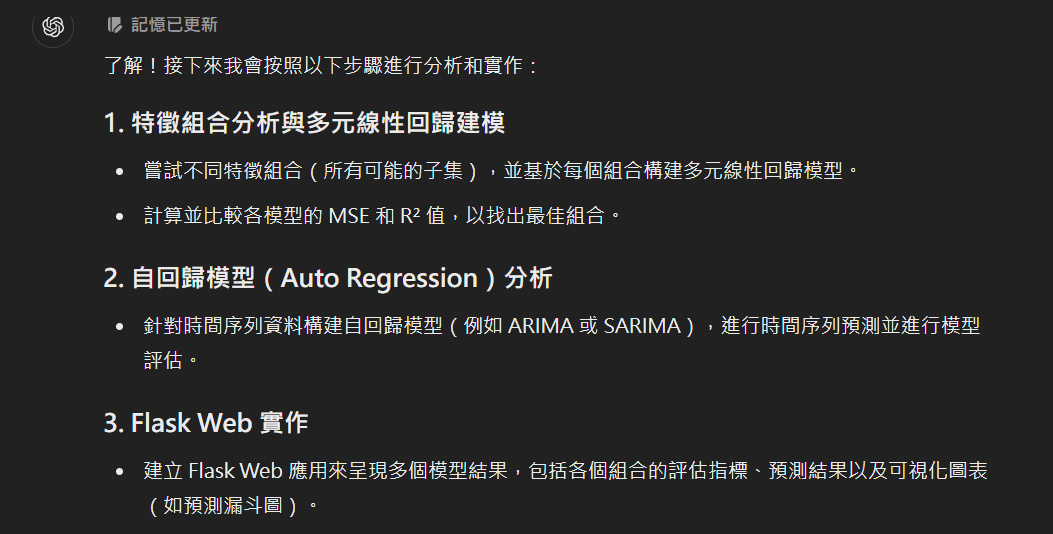 記憶已更新
了解！接下來我會按照以下步驟進行分析和實作：
1. 特徵組合分析與多元線性回歸建模
• 嘗試不同特徵組合（所有可能的子集），並基於每個組合構建多元線性回歸模型。
• 計算並比較各模型的 MSE 和 R² 值，以找出最佳組合。
2. 自回歸模型（Auto Regression）分析
• 針對時間序列資料構建自回歸模型（例如 ARIMA 或 SARIMA），進行時間序列預測並進行模型
評估。
3. Flask Web 實作
• 建立 Flask Web 應用來呈現多個模型結果，包括各個組合的評估指標、預測結果以及可視化圖表
（如預測漏斗圖）。